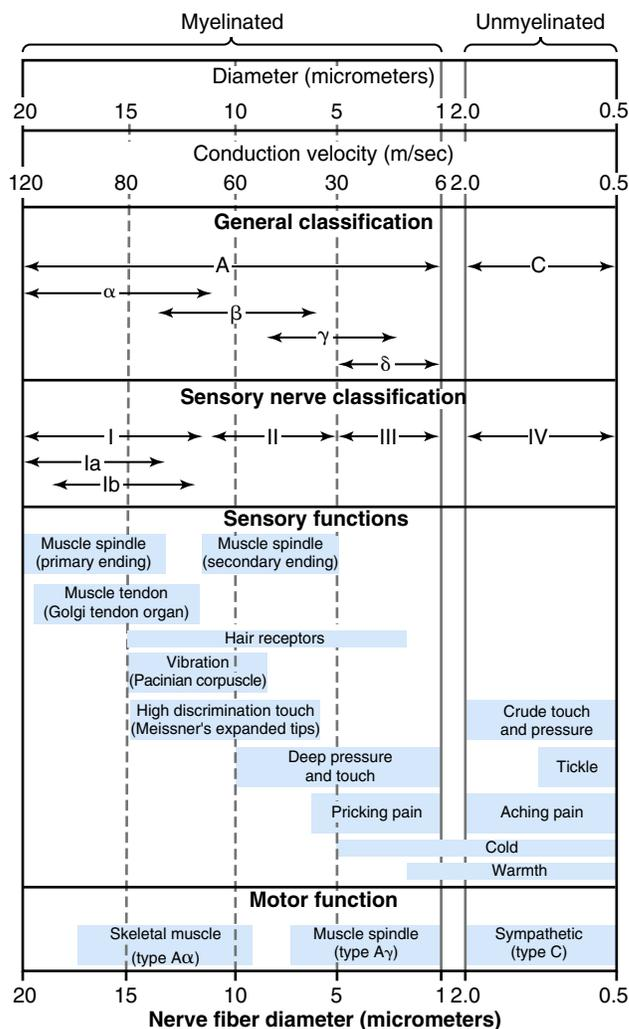 Myelinated Unmyelinated
Diameter (micrometers)
20 15 10 5 1 2.0 0.5
Conduction velocity (m/sec)
120 80 60 30 6 2.0 0.5
General classification
A C
α
β
γ
δ
Sensory nerve classification
I II III IV
Ia
Ib
Sensory functions
Muscle spindle
(primary ending)
Muscle spindle
(secondary ending)
Muscle tendon
(Golgi tendon organ)
Hair receptors
Vibration
(Pacinian corpuscle)
High discrimination touch
(Meissner's expanded tips)
Crude touch
and pressure
Deep pressure
and touch
Tickle
Pricking pain
Aching pain
Cold
Warmth
Motor function
Skeletal muscle
(type Aα)
Muscle spindle
(type Aγ)
Sympathetic
(type C)
20 15 10 5 1 2.0 0.5
Nerve fiber diameter (micrometers)